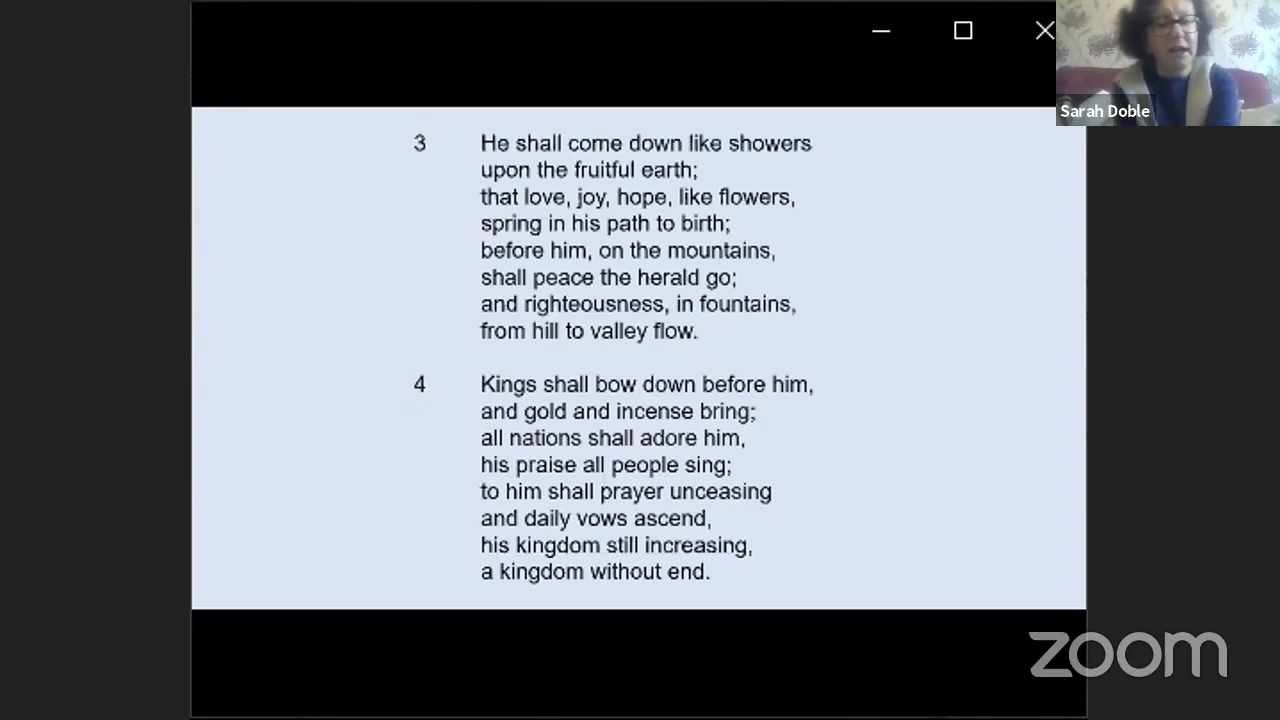 Sarah Doble
3 He shall come down like showers
upon the fruitful earth;
that love, joy, hope, like flowers,
spring in his path to birth;
before him, on the mountains,
shall peace the herald go;
and righteousness, in fountains,
from hill to valley flow.
4 Kings shall bow down before him,
and gold and incense bring;
all nations shall adore him,
his praise all people sing;
to him shall prayer unceasing
and daily vows ascend,
his kingdom still increasing,
a kingdom without end.
zoom